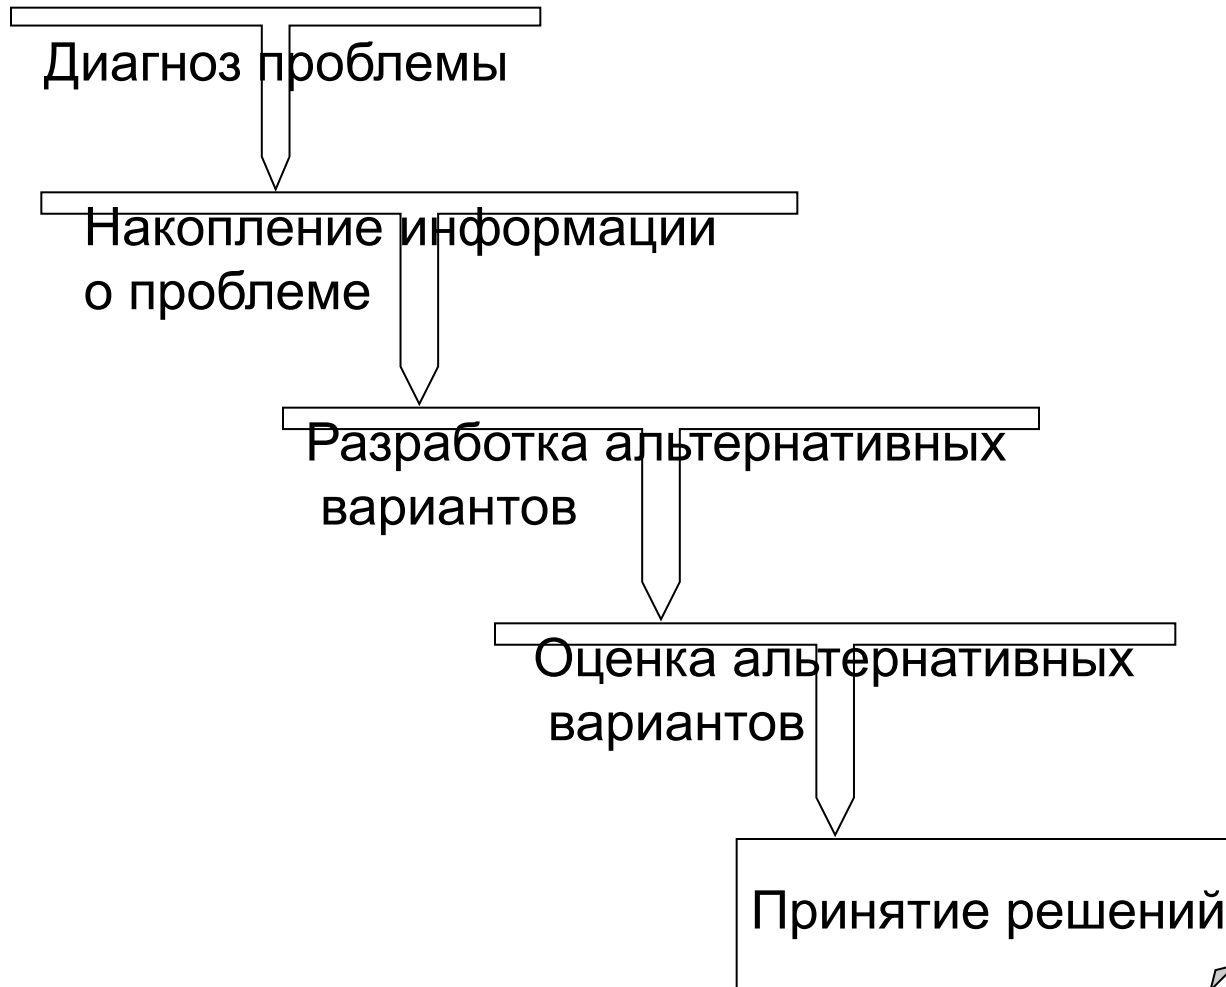 Диагноз проблемы
Накопление информации
о проблеме
Разработка альтернативных
вариантов
Оценка альтернативных
вариантов
Принятие решений